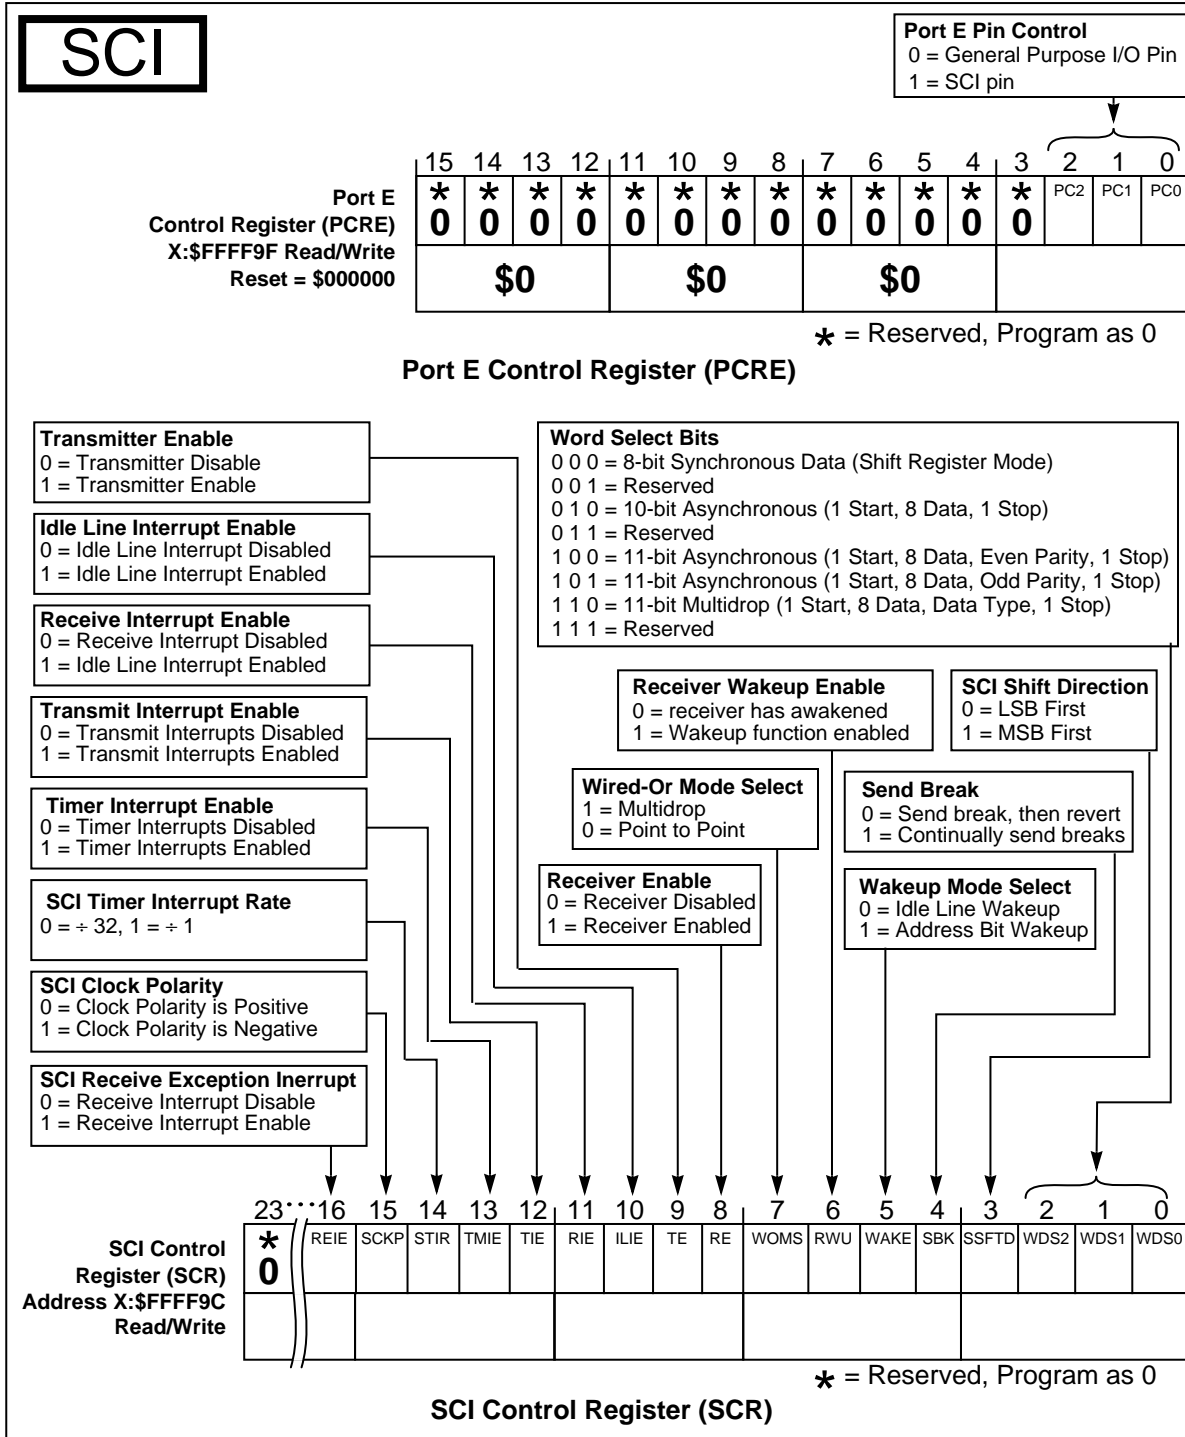 SCI
Port E Pin Control
0 = General Purpose I/O Pin
1 = SCI pin
15 14 13 12 11 10 9 8 7 6 5 4 3 2 1 0
Port E
Control Register (PCRE)
X:$FFFF9F Read/Write
Reset = $000000
* * * * * * * * * * * * * PC2 PC1 PC0
0 0 0 0 0 0 0 0 0 0 0 0 0
$0 $0 $0
* = Reserved, Program as 0
Port E Control Register (PCRE)
Transmitter Enable
0 = Transmitter Disable
1 = Transmitter Enable
Idle Line Interrupt Enable
0 = Idle Line Interrupt Disabled
1 = Idle Line Interrupt Enabled
Receive Interrupt Enable
0 = Receive Interrupt Disabled
1 = Idle Line Interrupt Enabled
Transmit Interrupt Enable
0 = Transmit Interrupts Disabled
1 = Transmit Interrupts Enabled
Timer Interrupt Enable
0 = Timer Interrupts Disabled
1 = Timer Interrupts Enabled
SCI Timer Interrupt Rate
0 = ÷ 32, 1 = ÷ 1
SCI Clock Polarity
0 = Clock Polarity is Positive
1 = Clock Polarity is Negative
SCI Receive Exception Inerrupt
0 = Receive Interrupt Disable
1 = Receive Interrupt Enable
Word Select Bits
0 0 0 = 8-bit Synchronous Data (Shift Register Mode)
0 0 1 = Reserved
0 1 0 = 10-bit Asynchronous (1 Start, 8 Data, 1 Stop)
0 1 1 = Reserved
1 0 0 = 11-bit Asynchronous (1 Start, 8 Data, Even Parity, 1 Stop)
1 0 1 = 11-bit Asynchronous (1 Start, 8 Data, Odd Parity, 1 Stop)
1 1 0 = 11-bit Multidrop (1 Start, 8 Data, Data Type, 1 Stop)
1 1 1 = Reserved
Receiver Wakeup Enable
0 = receiver has awakened
1 = Wakeup function enabled
SCI Shift Direction
0 = LSB First
1 = MSB First
Wired-Or Mode Select
1 = Multidrop
0 = Point to Point
Send Break
0 = Send break, then revert
1 = Continually send breaks
Receiver Enable
0 = Receiver Disabled
1 = Receiver Enabled
Wakeup Mode Select
0 = Idle Line Wakeup
1 = Address Bit Wakeup
23 ··· 16 15 14 13 12 11 10 9 8 7 6 5 4 3 2 1 0
SCI Control
Register (SCR)
Address X:$FFFF9C
Read/Write
* REIE SCKP STIR TMIE TIE RIE ILIE TE RE WOMS RWU WAKE SBK SSFTD WDS2 WDS1 WDS0
0
* = Reserved, Program as 0
SCI Control Register (SCR)